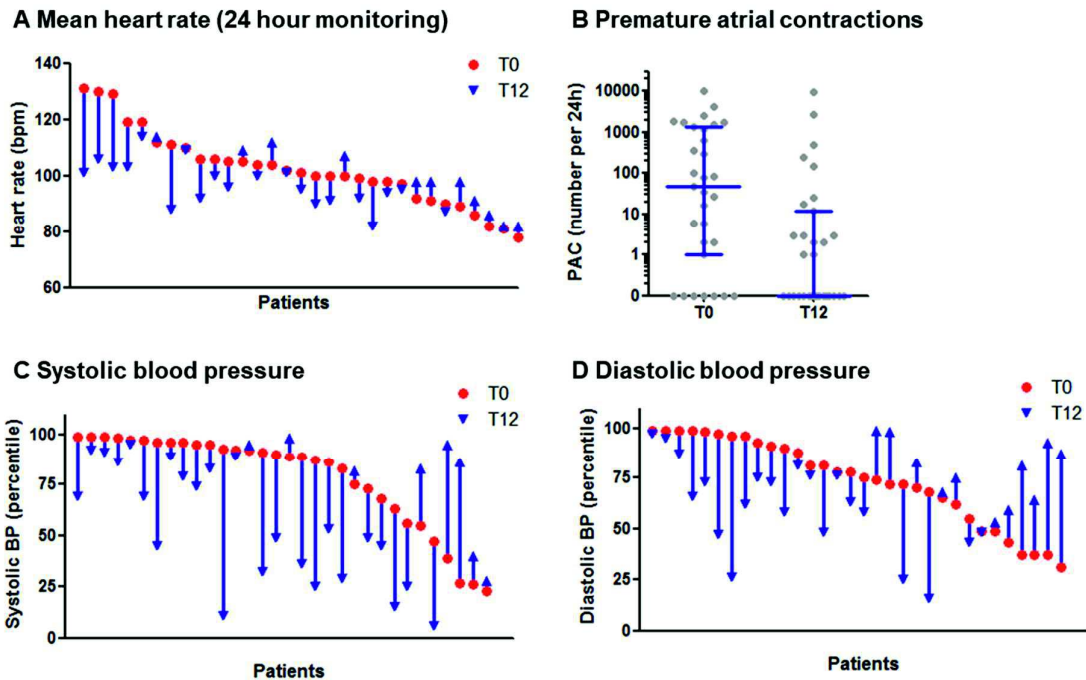 A Mean heart rate (24 hour monitoring)
T0
T12
140
120
100
80
60
Heart rate (bpm)
Patients
B Premature atrial contractions
10000
1000
100
10
1
0
PAC (number per 24h)
T0
T12
C Systolic blood pressure
T0
T12
100
75
50
25
0
Systolic BP (percentile)
Patients
D Diastolic blood pressure
T0
T12
100
75
50
25
0
Diastolic BP (percentile)
Patients